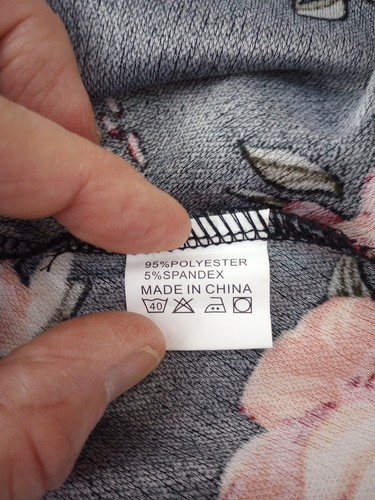 95%POLYESTER
5%SPANDEX
MADE IN CHINA
40